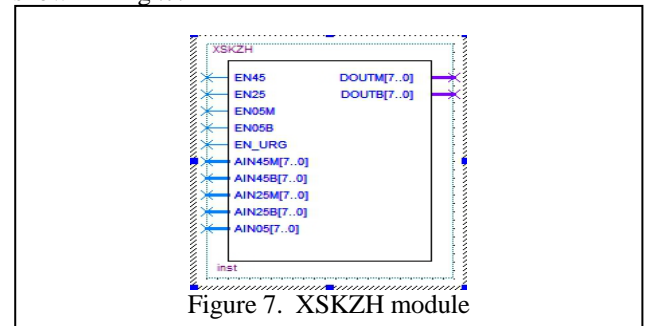 XSKZH
EN45 DOUTM[7..0]
EN25 DOUTB[7..0]
EN05M
EN05B
EN_URG
AIN45M[7..0]
AIN45B[7..0]
AIN25M[7..0]
AIN25B[7..0]
AIN05[7..0]
inst
Figure 7. XSKZH module